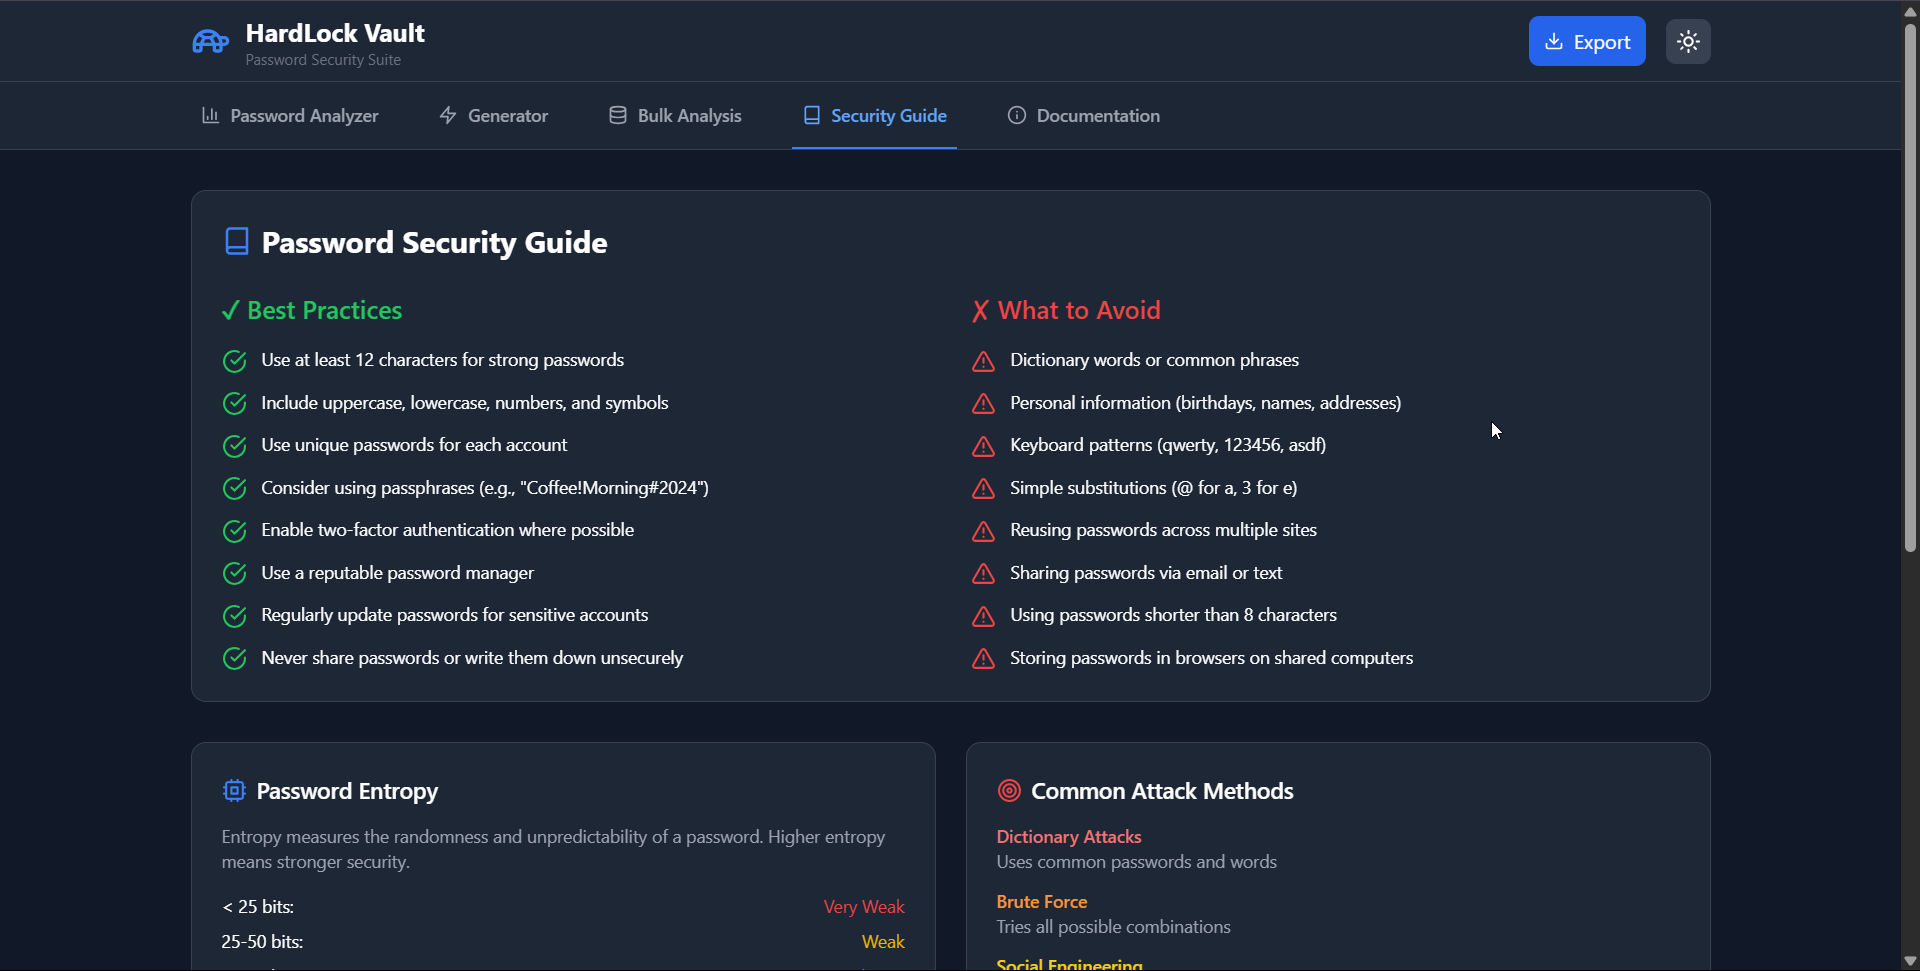 HardLock Vault
Password Security Suite
Export
Password Analyzer
Generator
Bulk Analysis
Security Guide
Documentation
Password Security Guide
✓ Best Practices
Use at least 12 characters for strong passwords
Include uppercase, lowercase, numbers, and symbols
Use unique passwords for each account
Consider using passphrases (e.g., "Coffee!Morning#2024")
Enable two-factor authentication where possible
Use a reputable password manager
Regularly update passwords for sensitive accounts
Never share passwords or write them down unsecurely
✗ What to Avoid
Dictionary words or common phrases
Personal information (birthdays, names, addresses)
Keyboard patterns (qwerty, 123456, asdf)
Simple substitutions (@ for a, 3 for e)
Reusing passwords across multiple sites
Sharing passwords via email or text
Using passwords shorter than 8 characters
Storing passwords in browsers on shared computers
Password Entropy
Entropy measures the randomness and unpredictability of a password. Higher entropy
means stronger security.
< 25 bits:
Very Weak
25-50 bits:
Weak
Common Attack Methods
Dictionary Attacks
Uses common passwords and words
Brute Force
Tries all possible combinations
Social Engineering